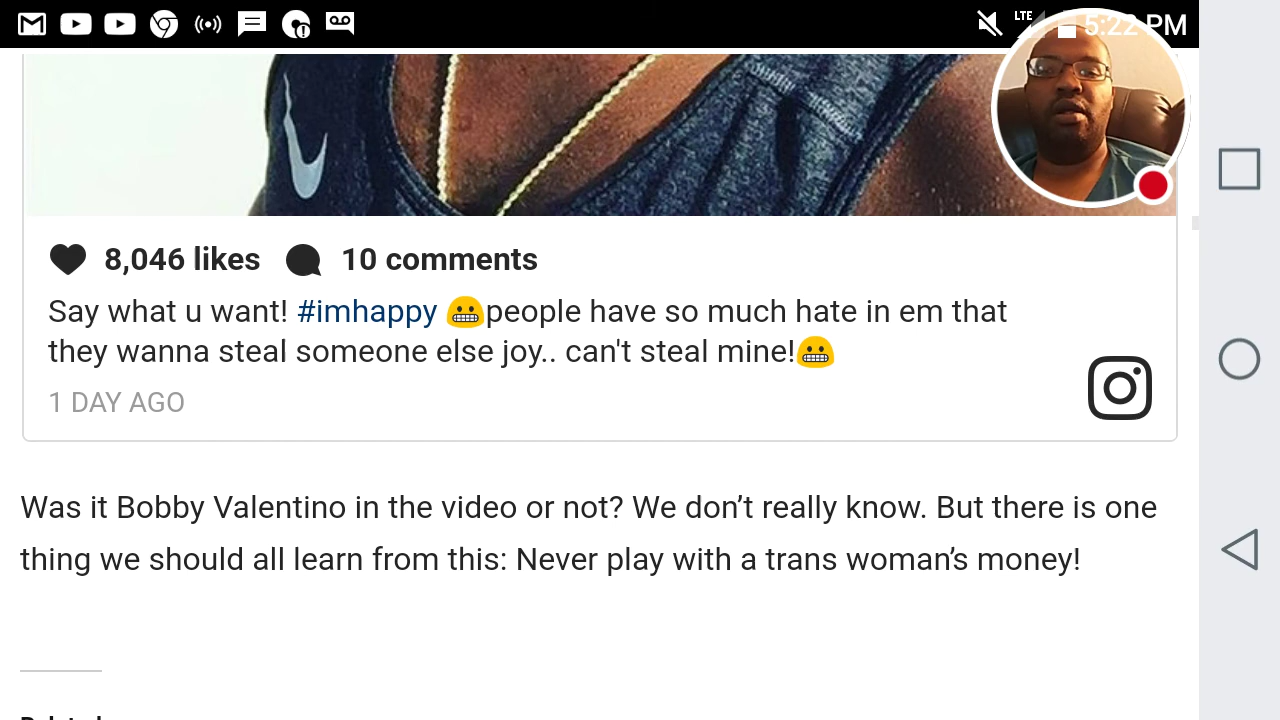 LTE 5:22 PM
8,046 likes 10 comments
Say what u want! #imhappy 😬people have so much hate in em that
they wanna steal someone else joy.. can't steal mine!😬
1 DAY AGO
Was it Bobby Valentino in the video or not? We don’t really know. But there is one
thing we should all learn from this: Never play with a trans woman’s money!